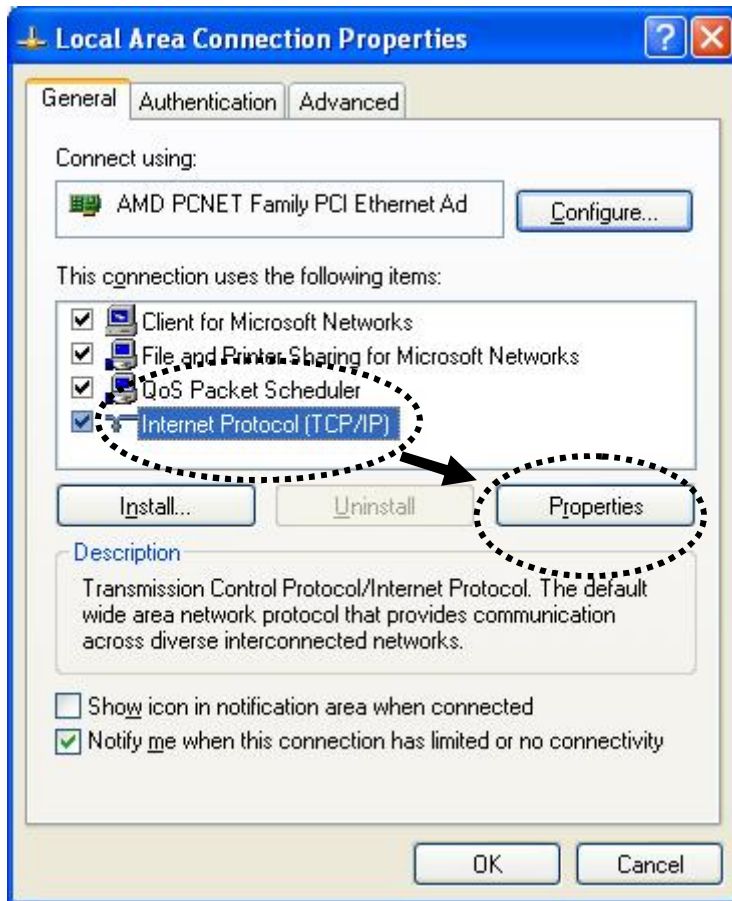 Local Area Connection Properties
General Authentication Advanced
Connect using:
AMD PCNET Family PCI Ethernet Ad
Configure...
This connection uses the following items:
Client for Microsoft Networks
File and Printer Sharing for Microsoft Networks
QoS Packet Scheduler
Internet Protocol (TCP/IP)
Install... Uninstall Properties
Description
Transmission Control Protocol/Internet Protocol. The default
wide area network protocol that provides communication
across diverse interconnected networks.
Show icon in notification area when connected
Notify me when this connection has limited or no connectivity
OK Cancel